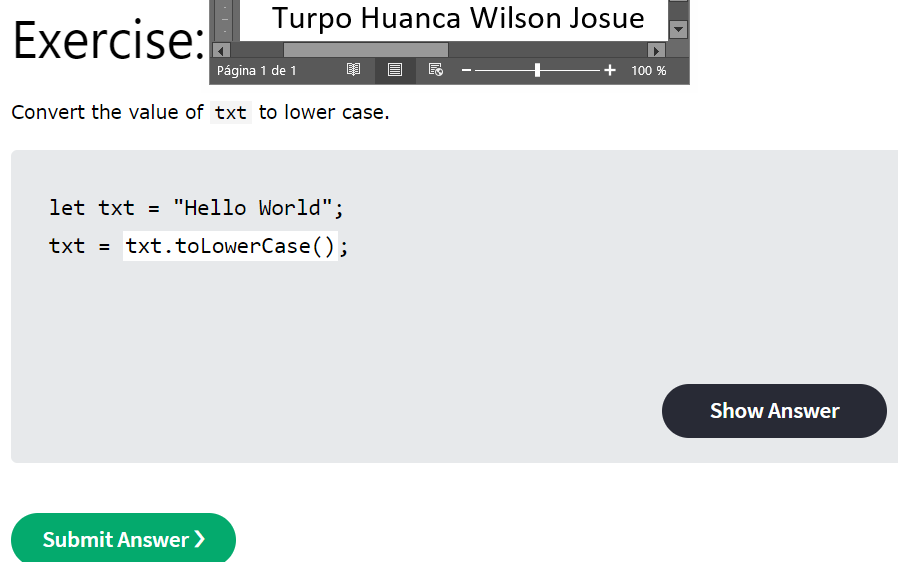 Exercise:
Turpo Huanca Wilson Josue
Página 1 de 1
100 %
Convert the value of txt to lower case.
let txt = "Hello World";
txt = txt.toLowerCase();
Show Answer
Submit Answer ❯